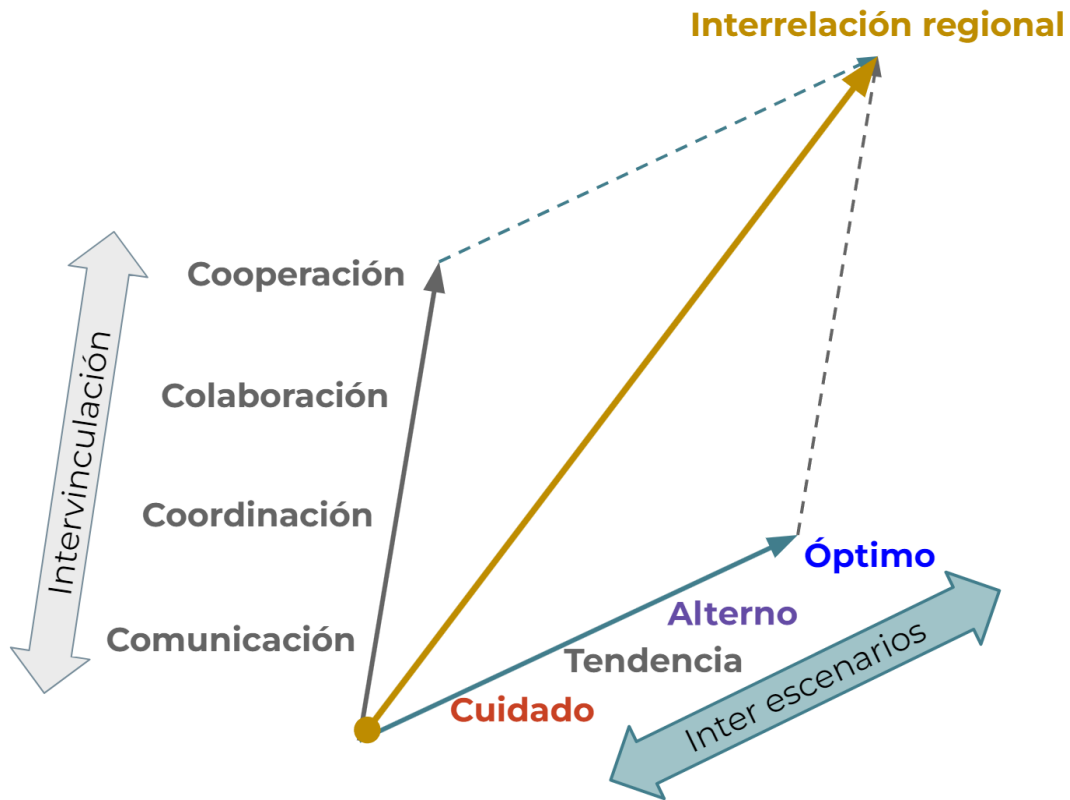 Interrelación regional
Cooperación
Colaboración
Coordinación
Comunicación
Intervinculación
Óptimo
Alterno
Tendencia
Cuidado
Inter escenarios